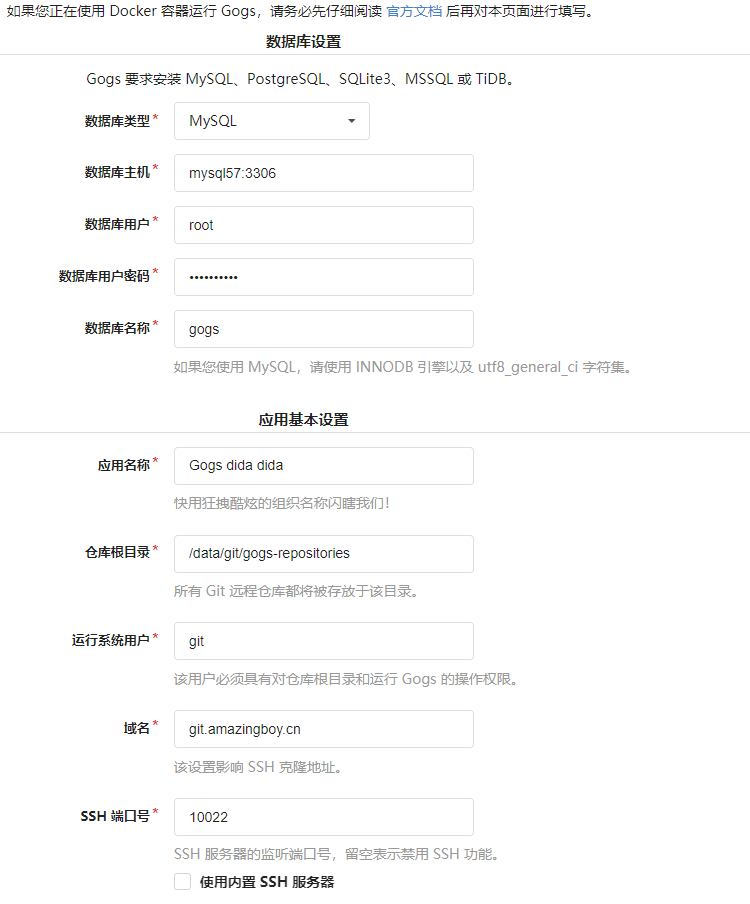 如果您正在使用 Docker 容器运行 Gogs，请务必先仔细阅读 官方文档 后再对本页面进行填写。
数据库设置
Gogs 要求安装 MySQL、PostgreSQL、SQLite3、MSSQL 或 TiDB。
数据库类型* MySQL
数据库主机* mysql57:3306
数据库用户* root
数据库用户密码* ••••••••••
数据库名称* gogs
如果您使用 MySQL，请使用 INNODB 引擎以及 utf8_general_ci 字符集。
应用基本设置
应用名称* Gogs dida dida
快用狂拽酷炫的组织名称闪瞎我们！
仓库根目录* /data/git/gogs-repositories
所有 Git 远程仓库都将被存放于该目录。
运行系统用户* git
该用户必须具有对仓库根目录和运行 Gogs 的操作权限。
域名* git.amazingboy.cn
该设置影响 SSH 克隆地址。
SSH 端口号* 10022
SSH 服务器的监听端口号，留空表示禁用 SSH 功能。
使用内置 SSH 服务器